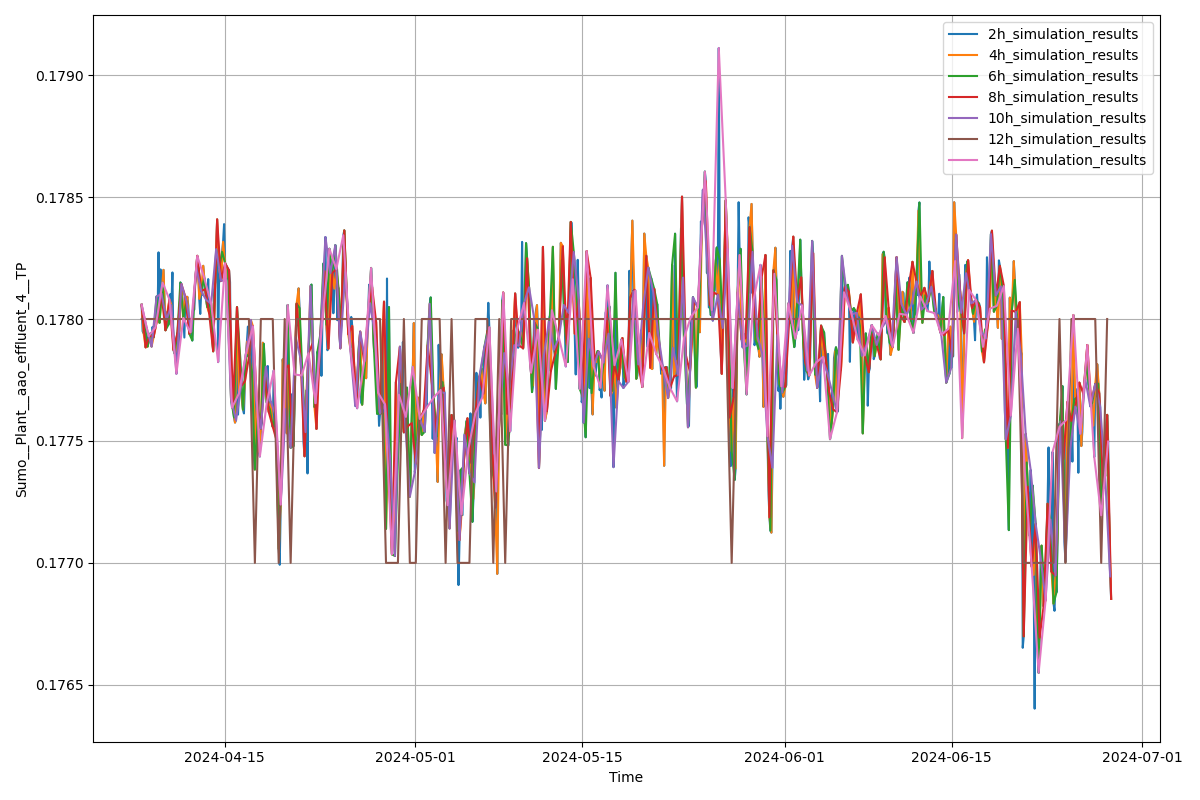 2h_simulation_results
4h_simulation_results
6h_simulation_results
8h_simulation_results
10h_simulation_results
12h_simulation_results
14h_simulation_results
Sumo__Plant__aao_effluent_4__TP
0.1790
0.1785
0.1780
0.1775
0.1770
0.1765
2024-04-15
2024-05-01
2024-05-15
2024-06-01
2024-06-15
2024-07-01
Time